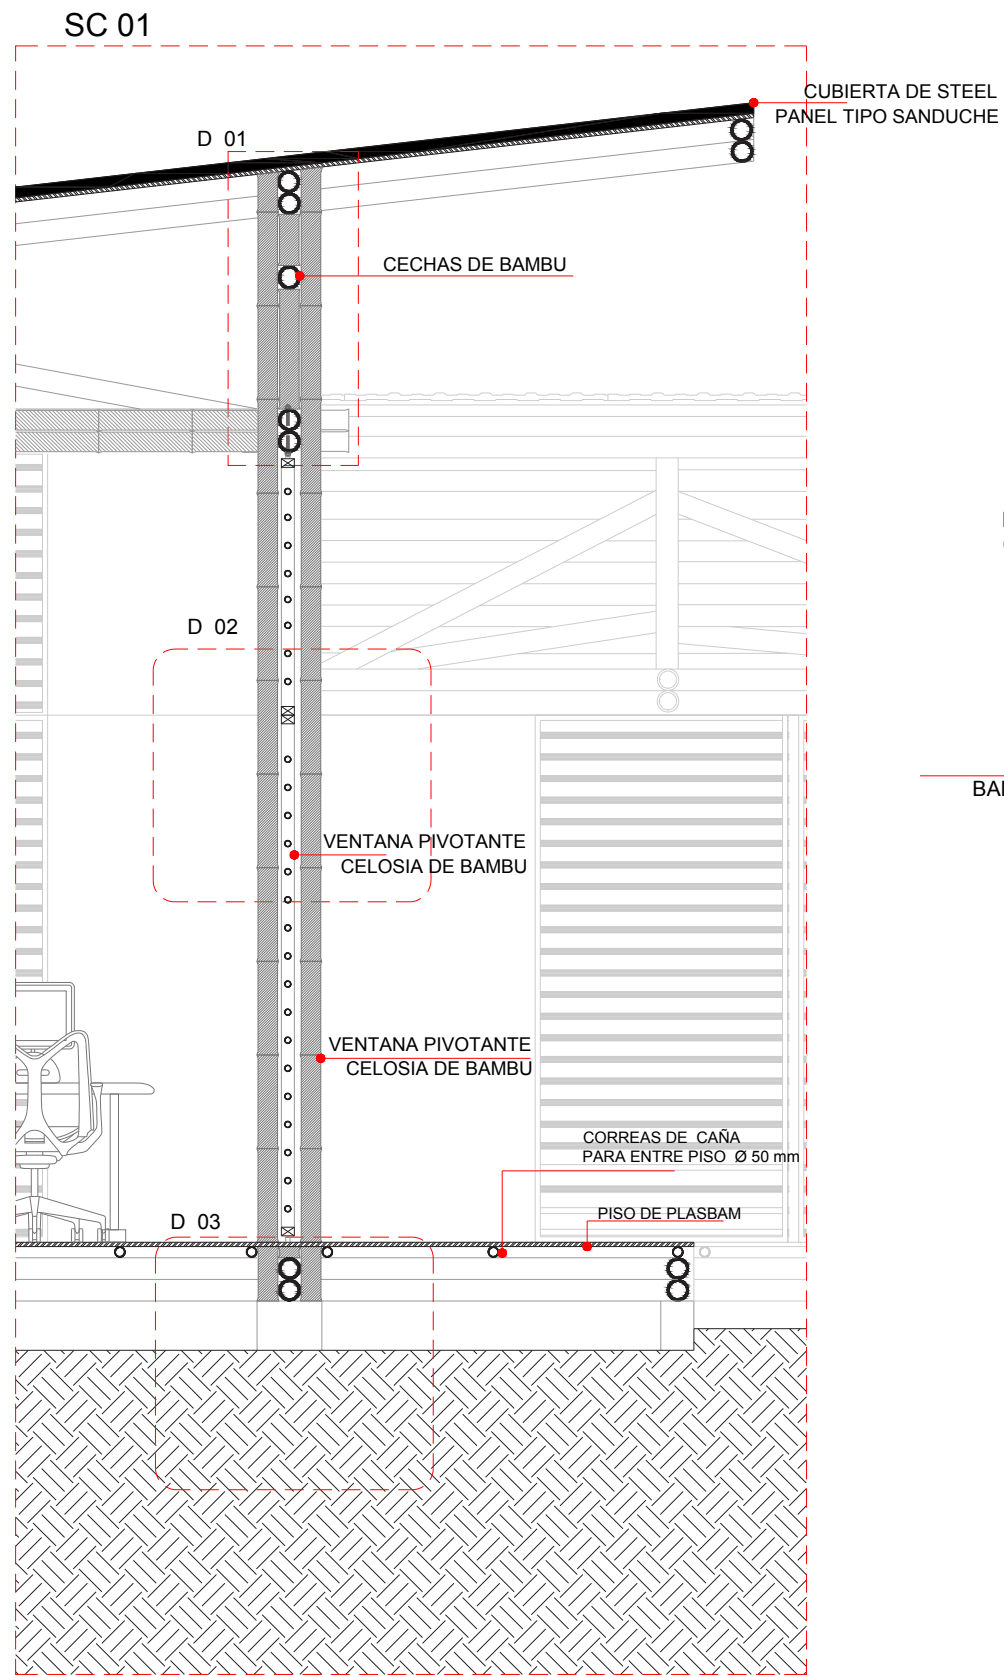 SC 01
CUBIERTA DE STEEL
PANEL TIPO SANDUCHE
D 01
CECHAS DE BAMBU
D 02
VENTANA PIVOTANTE
CELOSIA DE BAMBU
VENTANA PIVOTANTE
CELOSIA DE BAMBU
CORREAS DE CAÑA
PARA ENTRE PISO Ø 50 mm
PISO DE PLASBAM
D 03